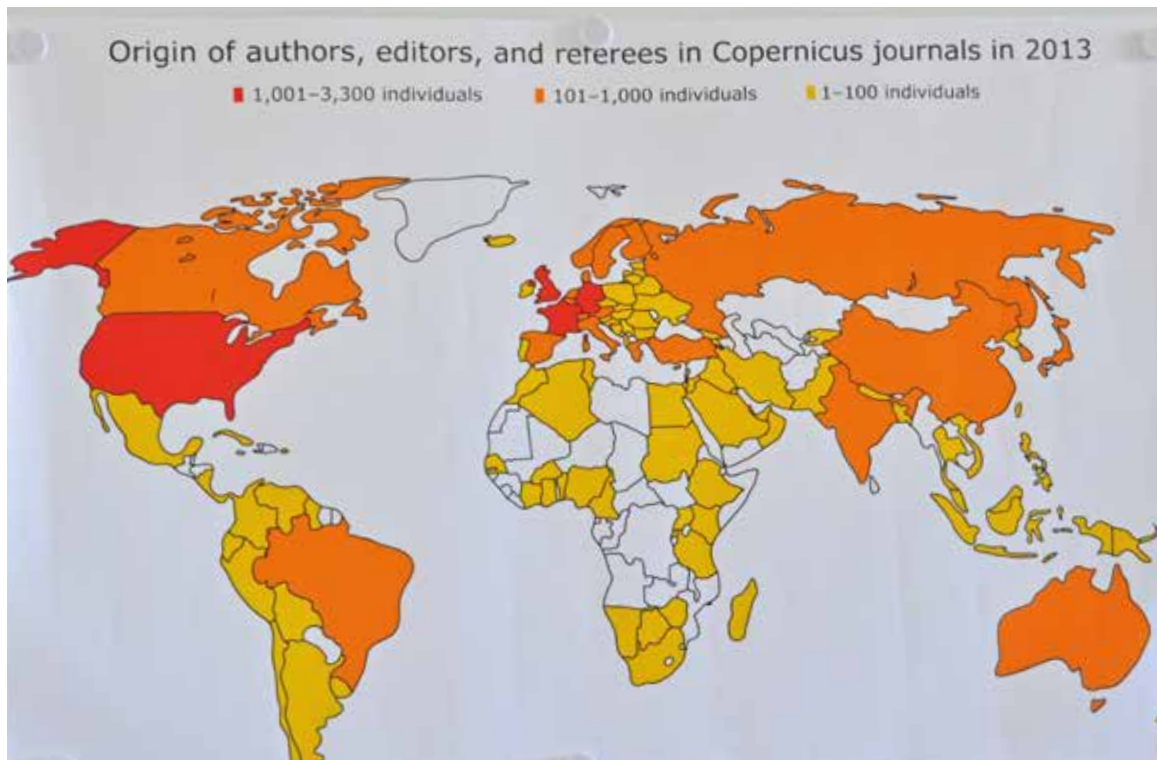 Origin of authors, editors, and referees in Copernicus journals in 2013
1,001–3,300 individuals 101–1,000 individuals 1–100 individuals